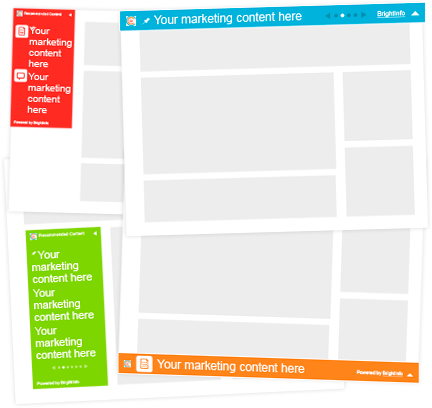 Recommended Content
Your
marketing
content
here
Your
marketing
content
here
Powered by BrightInfo
Your marketing content here
BrightInfo
Recommended Content
Your
marketing
content here
Your
marketing
content here
Your
marketing
content here
Powered by BrightInfo
Your marketing content here
Powered by BrightInfo